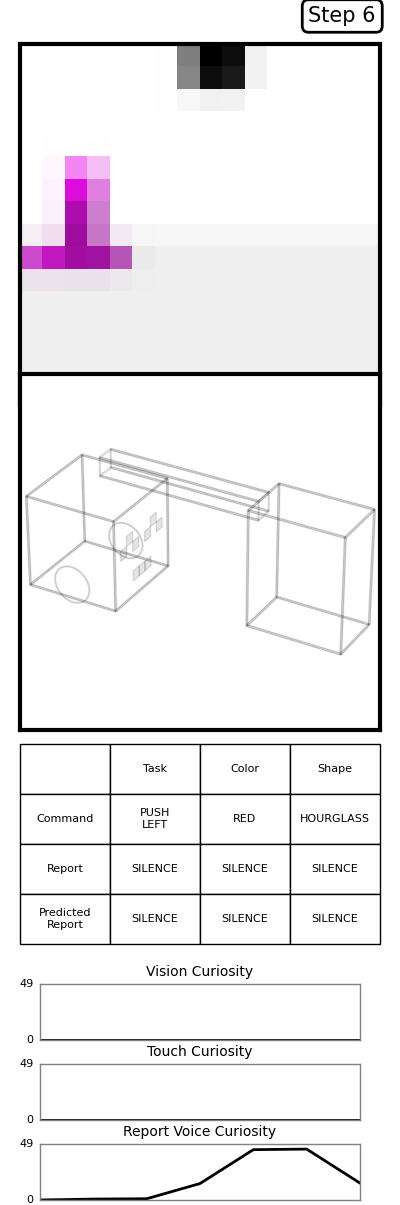 Step 6
Task Color Shape
Command PUSH LEFT RED HOURGLASS
Report SILENCE SILENCE SILENCE
Predicted Report SILENCE SILENCE SILENCE
Vision Curiosity
49
0
Touch Curiosity
49
0
Report Voice Curiosity
49
0